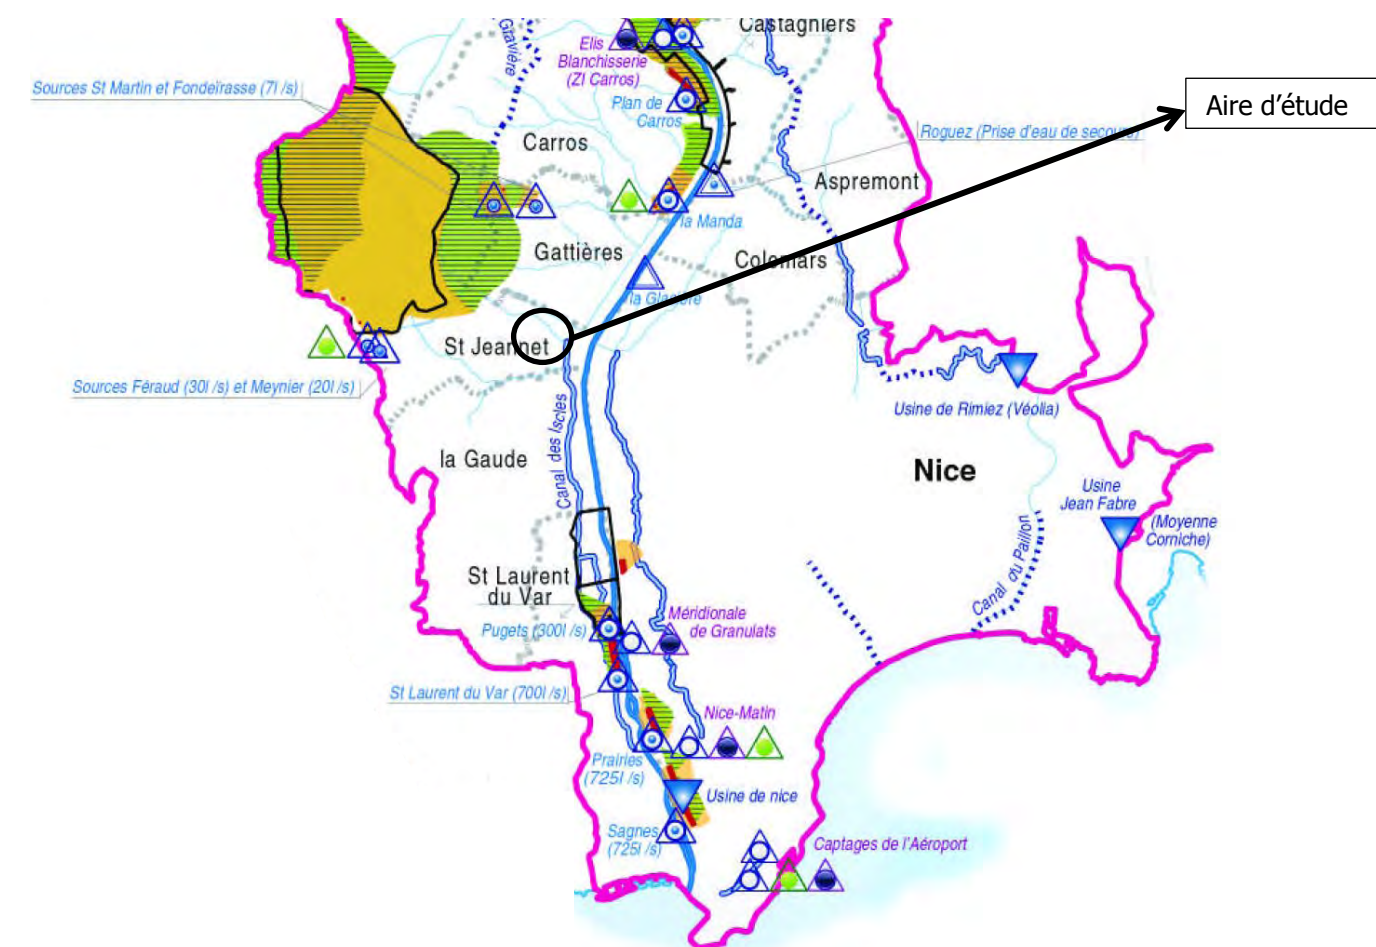 Castagniers
Gravière
Elis
Blanchisserie
(ZI Carros)
Sources St Martin et Fondeïrasse (7l /s)
Plan de
Carros
Aire d’étude
Carros
Roguez (Prise d'eau de secours)
Aspremont
la Manda
Gattières
Colomars
la Glacière
St Jeannet
Sources Féraud (30l /s) et Meynier (20l /s)
Usine de Rimiez (Véolia)
Canal des Iscles
la Gaude
Nice
Usine
Jean Fabre
(Moyenne
Corniche)
Canal du Paillon
St Laurent
du Var
Pugets (300l /s)
Méridionale
de Granulats
St Laurent du Var (700l /s)
Nice-Matin
Prairies
(725l /s)
Usine de nice
Sagnes
(725l /s)
Captages de l'Aéroport